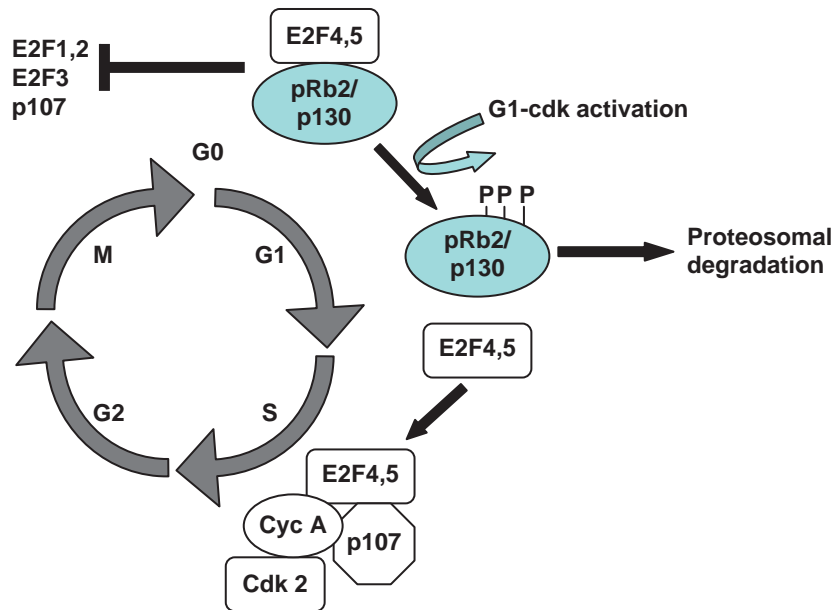 E2F4,5
E2F1,2
E2F3
p107
pRb2/
p130
G1-cdk activation
G0
P P P
pRb2/
p130
Proteosomal
degradation
M
G1
E2F4,5
G2
S
E2F4,5
Cyc A
p107
Cdk 2